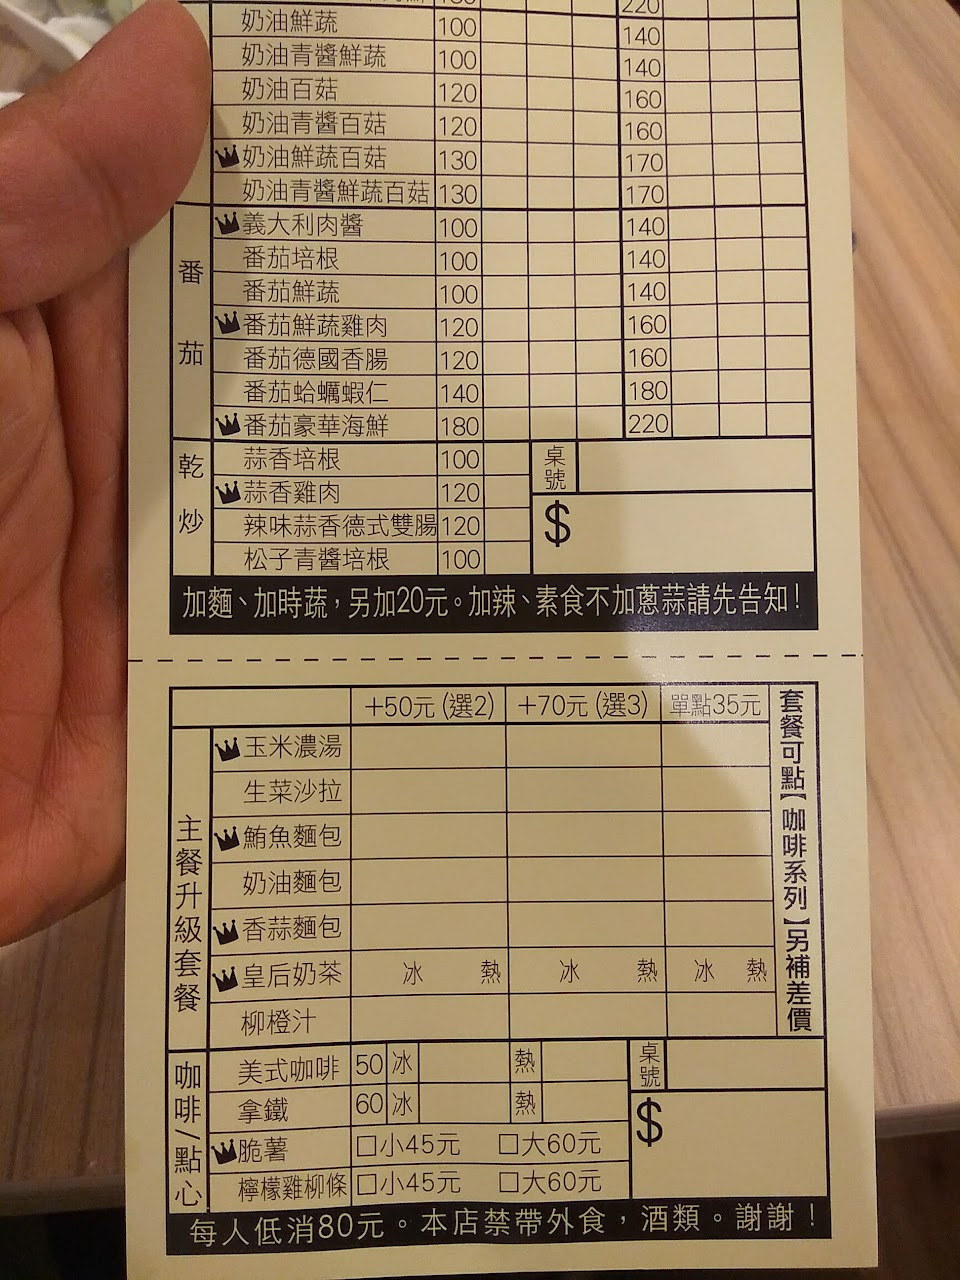 220
奶油鮮蔬 100 140
奶油青醬鮮蔬 100 140
奶油百菇 120 160
奶油青醬百菇 120 160
奶油鮮蔬百菇 130 170
奶油青醬鮮蔬百菇 130 170
番茄
義大利肉醬 100 140
番茄培根 100 140
番茄鮮蔬 100 140
番茄鮮蔬雞肉 120 160
番茄德國香腸 120 160
番茄蛤蠣蝦仁 140 180
番茄豪華海鮮 180 220
乾炒
蒜香培根 100
蒜香雞肉 120
辣味蒜香德式雙腸 120
松子青醬培根 100
桌號
$
加麵、加時蔬，另加20元。加辣、素食不加蔥蒜請先告知！
+50元(選2) +70元(選3) 單點35元
主餐升級套餐
玉米濃湯
生菜沙拉
鮪魚麵包
奶油麵包
香蒜麵包
皇后奶茶 冰 熱 冰 熱 冰 熱
柳橙汁
套餐可點【咖啡系列】另補差價
咖啡/點心
美式咖啡 50 冰 熱
拿鐵 60 冰 熱
脆薯 □小45元 □大60元
檸檬雞柳條 □小45元 □大60元
桌號
$
每人低消80元。本店禁帶外食，酒類。謝謝！